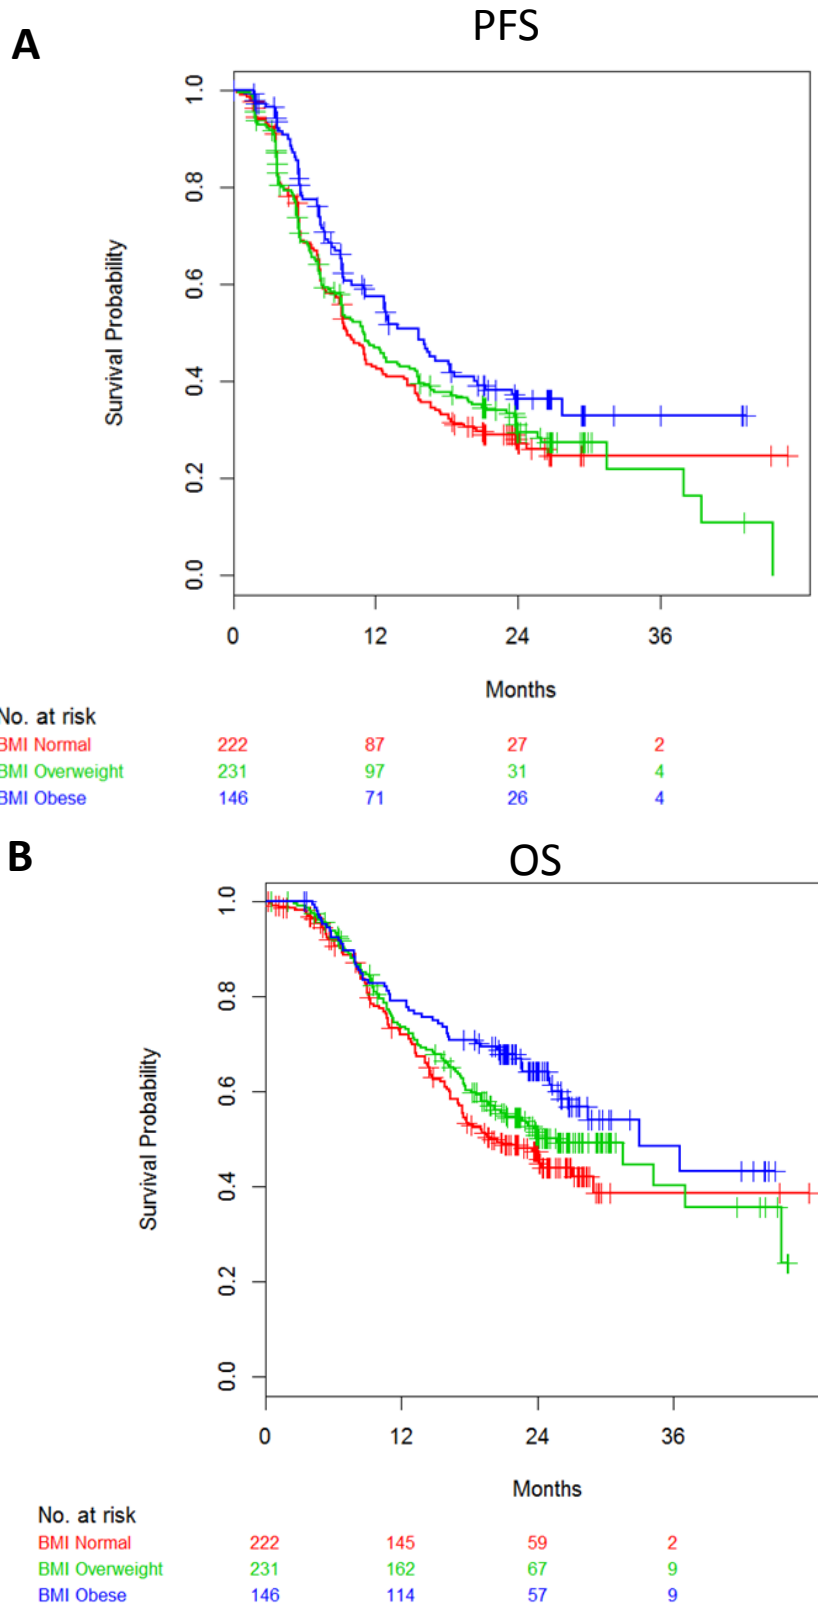 A
PFS
Survival Probability
1.0
0.8
0.6
0.4
0.2
0.0
0 12 24 36
Months
No. at risk
BMI Normal 222 87 27 2
BMI Overweight 231 97 31 4
BMI Obese 146 71 26 4
B
OS
Survival Probability
1.0
0.8
0.6
0.4
0.2
0.0
0 12 24 36
Months
No. at risk
BMI Normal 222 145 59 2
BMI Overweight 231 162 67 9
BMI Obese 146 114 57 9